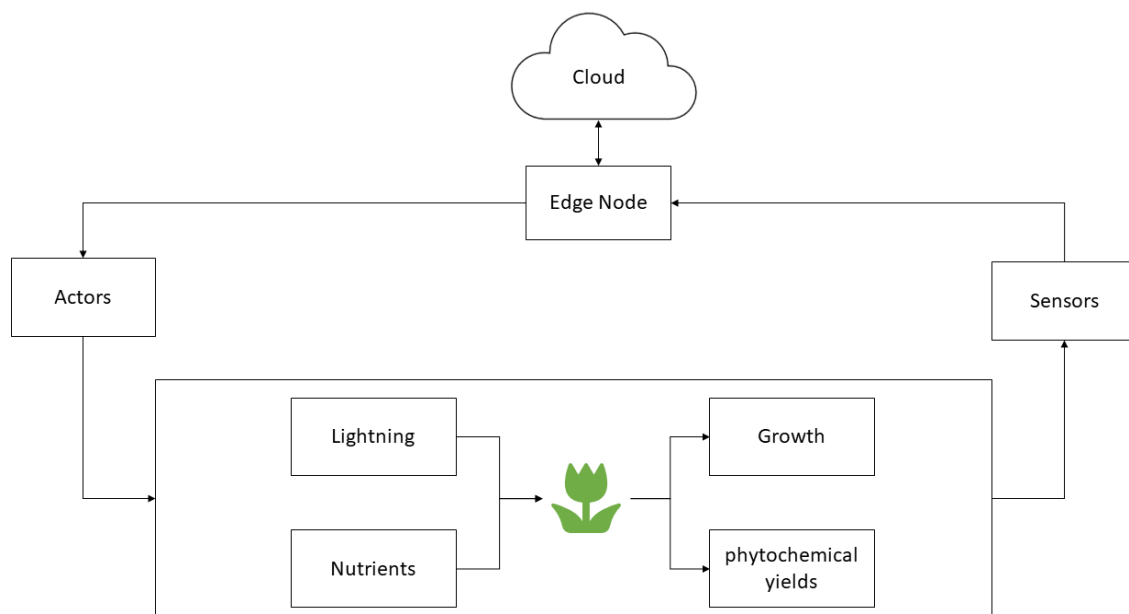 Cloud
Edge Node
Actors
Sensors
Lightning
Growth
Nutrients
phytochemical
yields